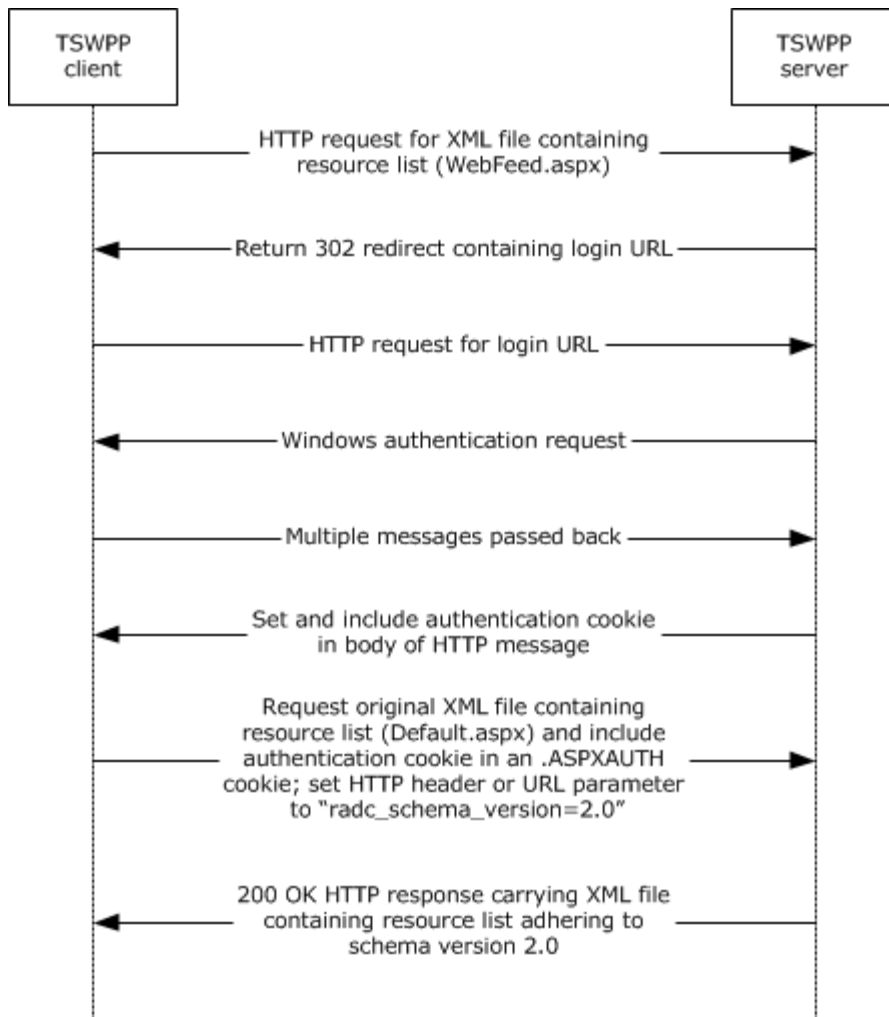 TSWPP
client
TSWPP
server
HTTP request for XML file containing
resource list (WebFeed.aspx)
Return 302 redirect containing login URL
HTTP request for login URL
Windows authentication request
Multiple messages passed back
Set and include authentication cookie
in body of HTTP message
Request original XML file containing
resource list (Default.aspx) and include
authentication cookie in an .ASPXAUTH
cookie; set HTTP header or URL parameter
to “radc_schema_version=2.0”
200 OK HTTP response carrying XML file
containing resource list adhering to
schema version 2.0